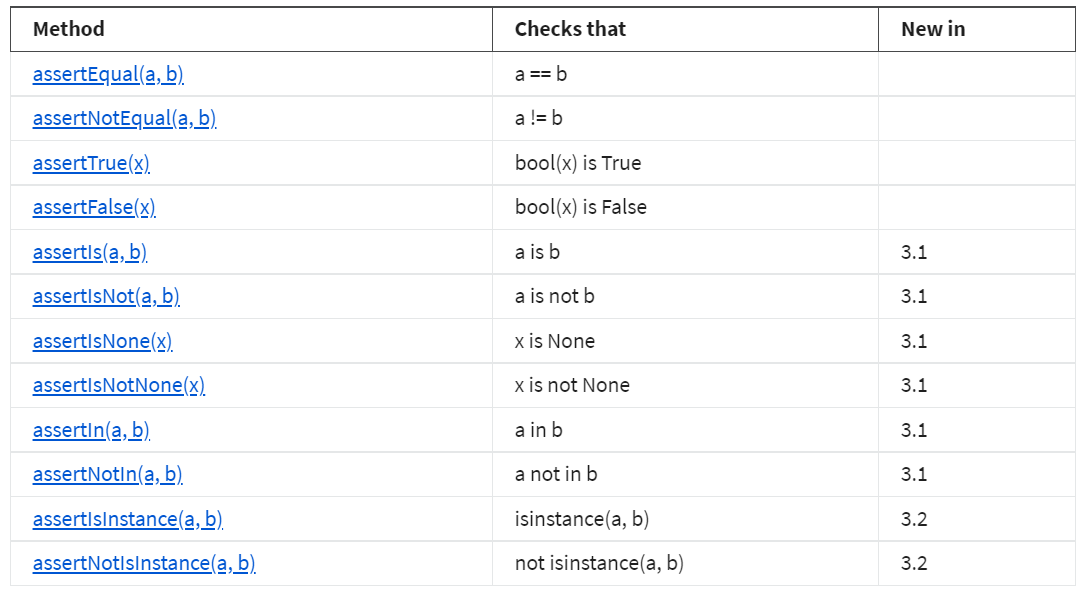 Method Checks that New in
assertEqual(a, b) a == b
assertNotEqual(a, b) a != b
assertTrue(x) bool(x) is True
assertFalse(x) bool(x) is False
assertIs(a, b) a is b 3.1
assertIsNot(a, b) a is not b 3.1
assertIsNone(x) x is None 3.1
assertIsNotNone(x) x is not None 3.1
assertIn(a, b) a in b 3.1
assertNotIn(a, b) a not in b 3.1
assertIsInstance(a, b) isinstance(a, b) 3.2
assertNotIsInstance(a, b) not isinstance(a, b) 3.2